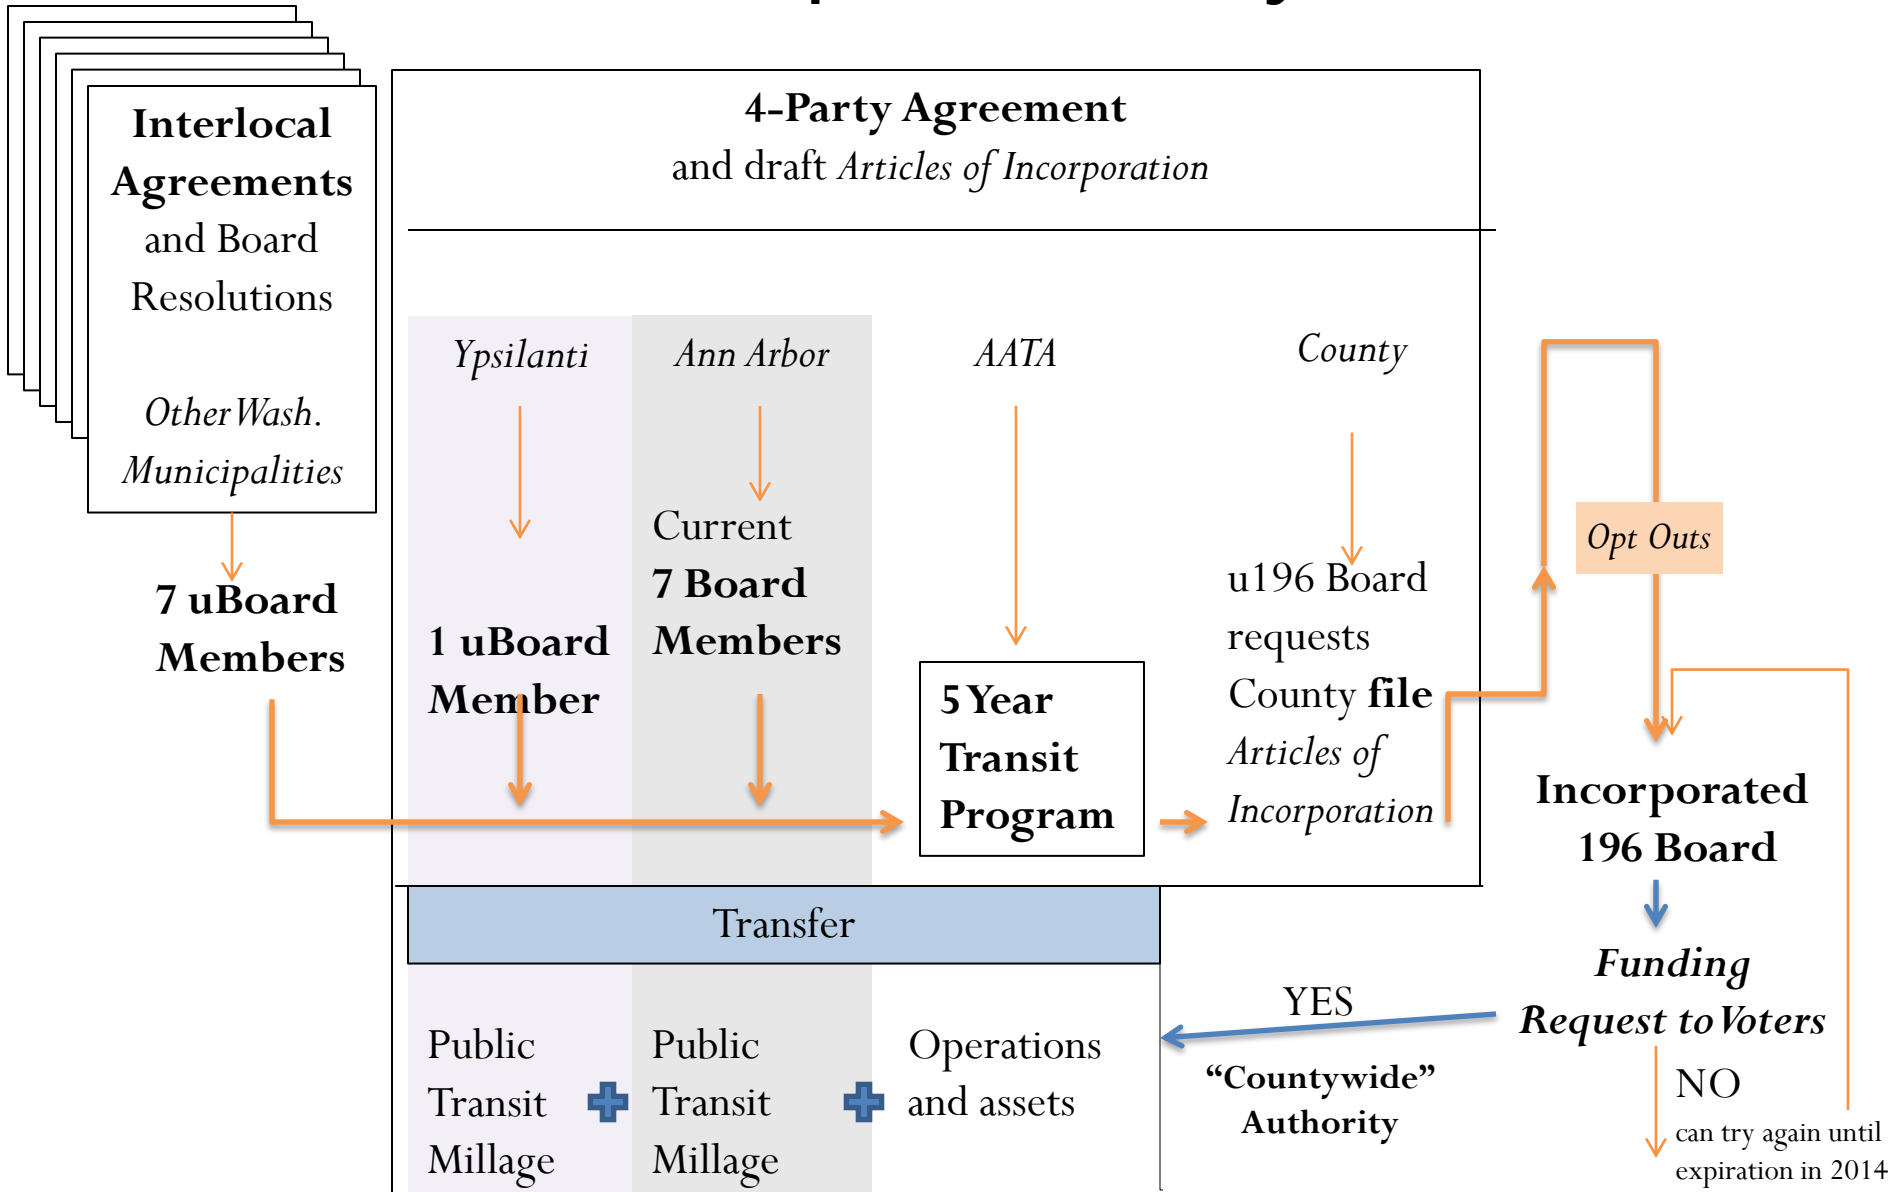 Interlocal
Agreements
and Board
Resolutions
Other Wash.
Municipalities
7 uBoard
Members
4-Party Agreement
and draft Articles of Incorporation
Ypsilanti
1 uBoard
Member
Ann Arbor
Current
7 Board
Members
AATA
5 Year
Transit
Program
County
u196 Board
requests
County file
Articles of
Incorporation
Opt Outs
Incorporated
196 Board
Funding
Request to Voters
YES
"Countywide"
Authority
NO
can try again until
expiration in 2014
Transfer
Public
Transit
Millage
Public
Transit
Millage
Operations
and assets